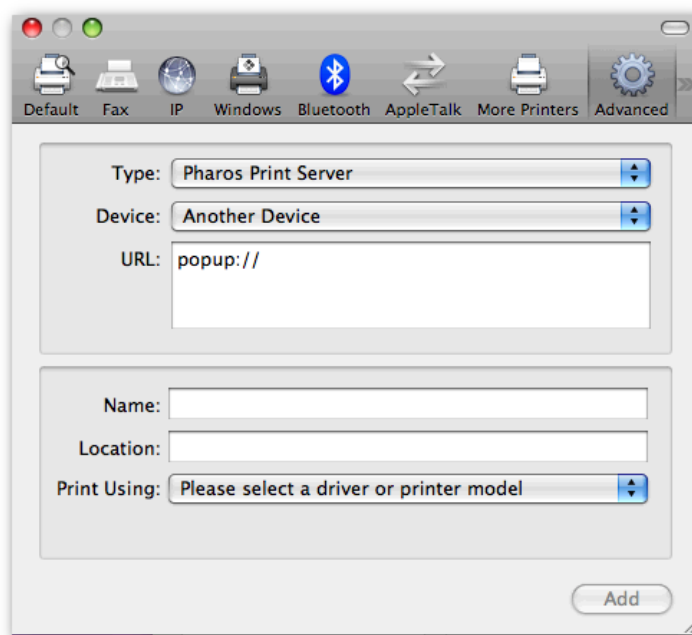 Default Fax IP Windows Bluetooth AppleTalk More Printers Advanced
Type: Pharos Print Server
Device: Another Device
URL: popup://
Name:
Location:
Print Using: Please select a driver or printer model
Add